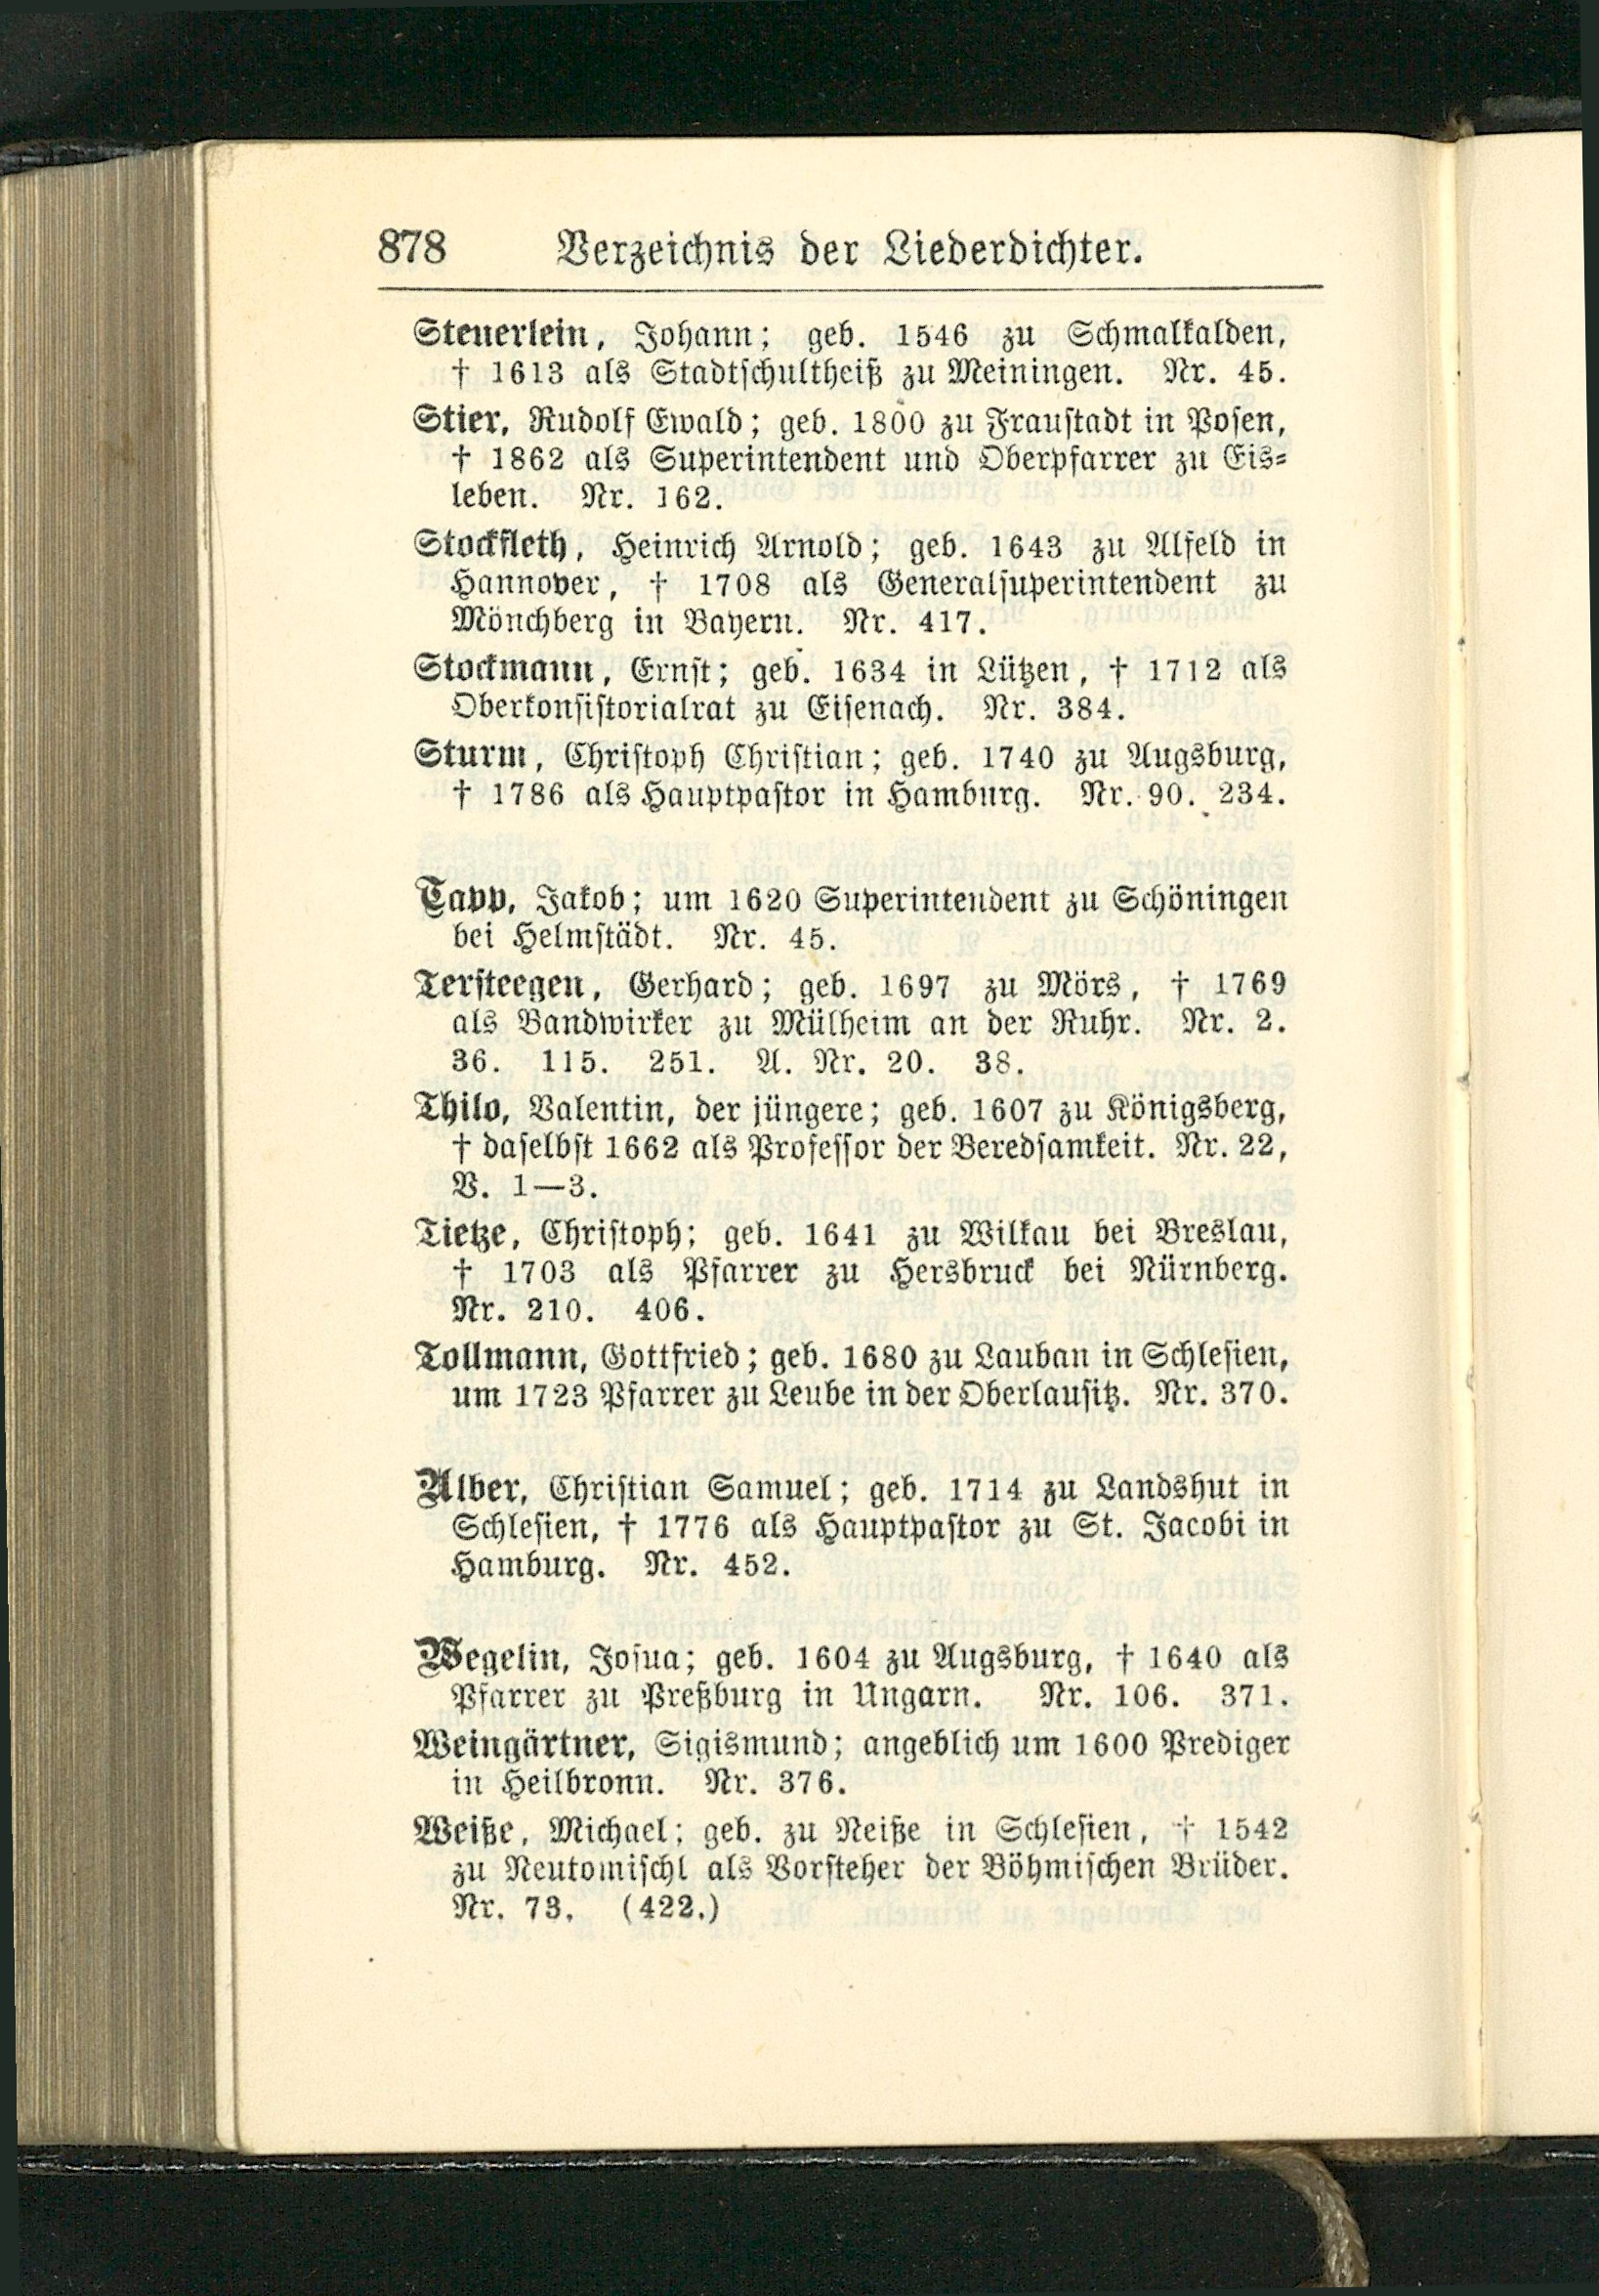 878 Verzeichnis der Liederdichter.
Steuerlein, Johann; geb. 1546 zu Schmalkalden,
† 1613 als Stadtschultheiß zu Meiningen. Nr. 45.
Stier, Rudolf Ewald; geb. 1800 zu Fraustadt in Posen,
† 1862 als Superintendent und Oberpfarrer zu Eis-
leben. Nr. 162.
Stockfleth, Heinrich Arnold; geb. 1643 zu Alfeld in
Hannover, † 1708 als Generalsuperintendent zu
Mönchberg in Bayern. Nr. 417.
Stockmann, Ernst; geb. 1634 in Lützen, † 1712 als
Oberkonsistorialrat zu Eisenach. Nr. 384.
Sturm, Christoph Christian; geb. 1740 zu Augsburg,
† 1786 als Hauptpastor in Hamburg. Nr. 90. 234.
Tapp, Jakob; um 1620 Superintendent zu Schöningen
bei Helmstädt. Nr. 45.
Tersteegen, Gerhard; geb. 1697 zu Mörs, † 1769
als Bandwirker zu Mülheim an der Ruhr. Nr. 2.
36. 115. 251. A. Nr. 20. 38.
Thilo, Valentin, der jüngere; geb. 1607 zu Königsberg,
† daselbst 1662 als Professor der Beredsamkeit. Nr. 22,
V. 1—3.
Tietze, Christoph; geb. 1641 zu Wilkau bei Breslau,
† 1703 als Pfarrer zu Hersbruck bei Nürnberg.
Nr. 210. 406.
Tollmann, Gottfried; geb. 1680 zu Lauban in Schlesien,
um 1723 Pfarrer zu Leube in der Oberlausitz. Nr. 370.
Ulber, Christian Samuel; geb. 1714 zu Landshut in
Schlesien, † 1776 als Hauptpastor zu St. Jacobi in
Hamburg. Nr. 452.
Wegelin, Josua; geb. 1604 zu Augsburg, † 1640 als
Pfarrer zu Preßburg in Ungarn. Nr. 106. 371.
Weingärtner, Sigismund; angeblich um 1600 Prediger
in Heilbronn. Nr. 376.
Weiße, Michael; geb. zu Neiße in Schlesien, † 1542
zu Neutomischl als Vorsteher der Böhmischen Brüder.
Nr. 73. (422.)